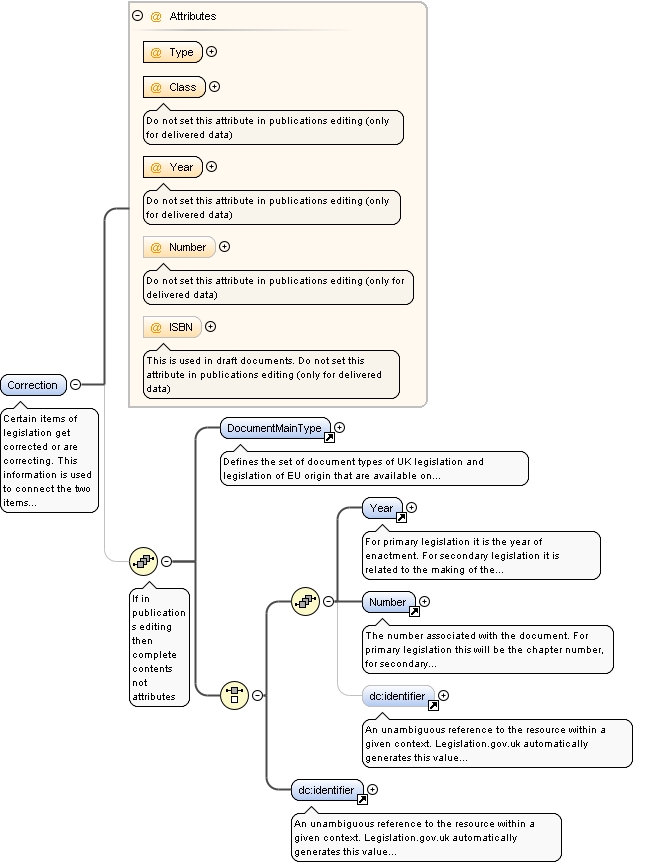 Attributes
@ Type
@ Class
Do not set this attribute in publications editing (only
for delivered data)
@ Year
Do not set this attribute in publications editing (only
for delivered data)
@ Number
Do not set this attribute in publications editing (only for
delivered data)
@ ISBN
This is used in draft documents. Do not set this
attribute in publications editing (only for delivered
data)
Correction
Certain items of
legislation get
corrected or are
correcting. This
information is used
to connect the two
items...
If in
publication
s editing
then
complete
contents
not
attributes
DocumentMainType
Defines the set of document types of UK legislation and
legislation of EU origin that are available on...
Year
For primary legislation it is the year of
enactment. For secondary legislation it is
related to the making of the...
Number
The number associated with the document. For
primary legislation this will be the chapter number,
for secondary...
dc:identifier
An unambiguous reference to the resource within a
given context. Legislation.gov.uk automatically
generates this value...
dc:identifier
An unambiguous reference to the resource within a
given context. Legislation.gov.uk automatically
generates this value...